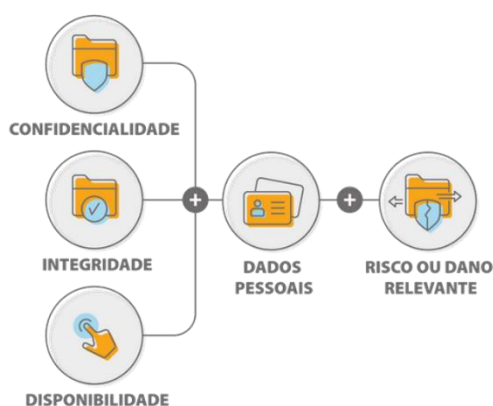 CONFIDENCIALIDADE
INTEGRIDADE
DISPONIBILIDADE
DADOS
PESSOAIS
RISCO OU DANO
RELEVANTE